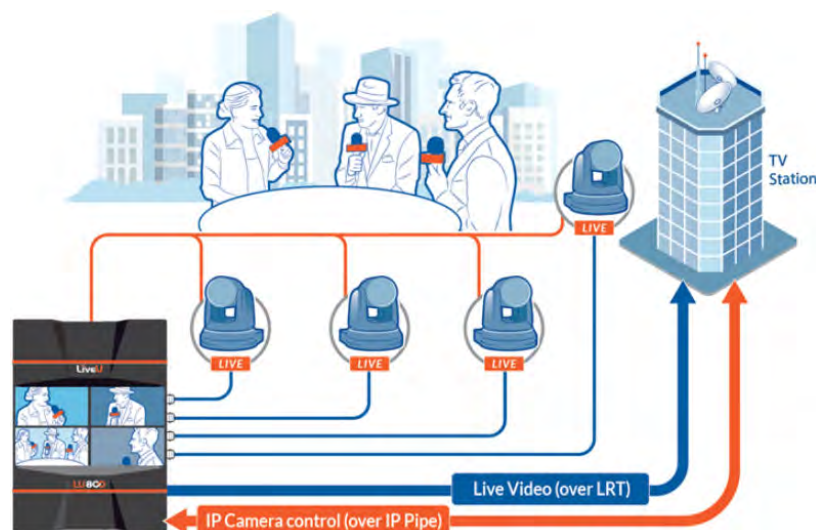 TV
Station
LIVE
LIVE
LIVE
LIVE
LiveU
LU800
Live Video (over LRT)
IP Camera control (over IP Pipe)